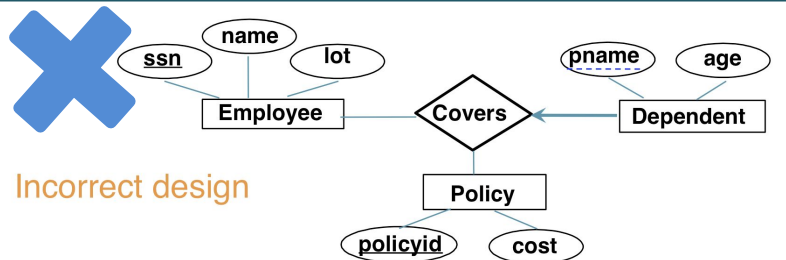 name
ssn
lot
pname
age
Employee
Covers
Dependent
Incorrect design
Policy
policyid
cost